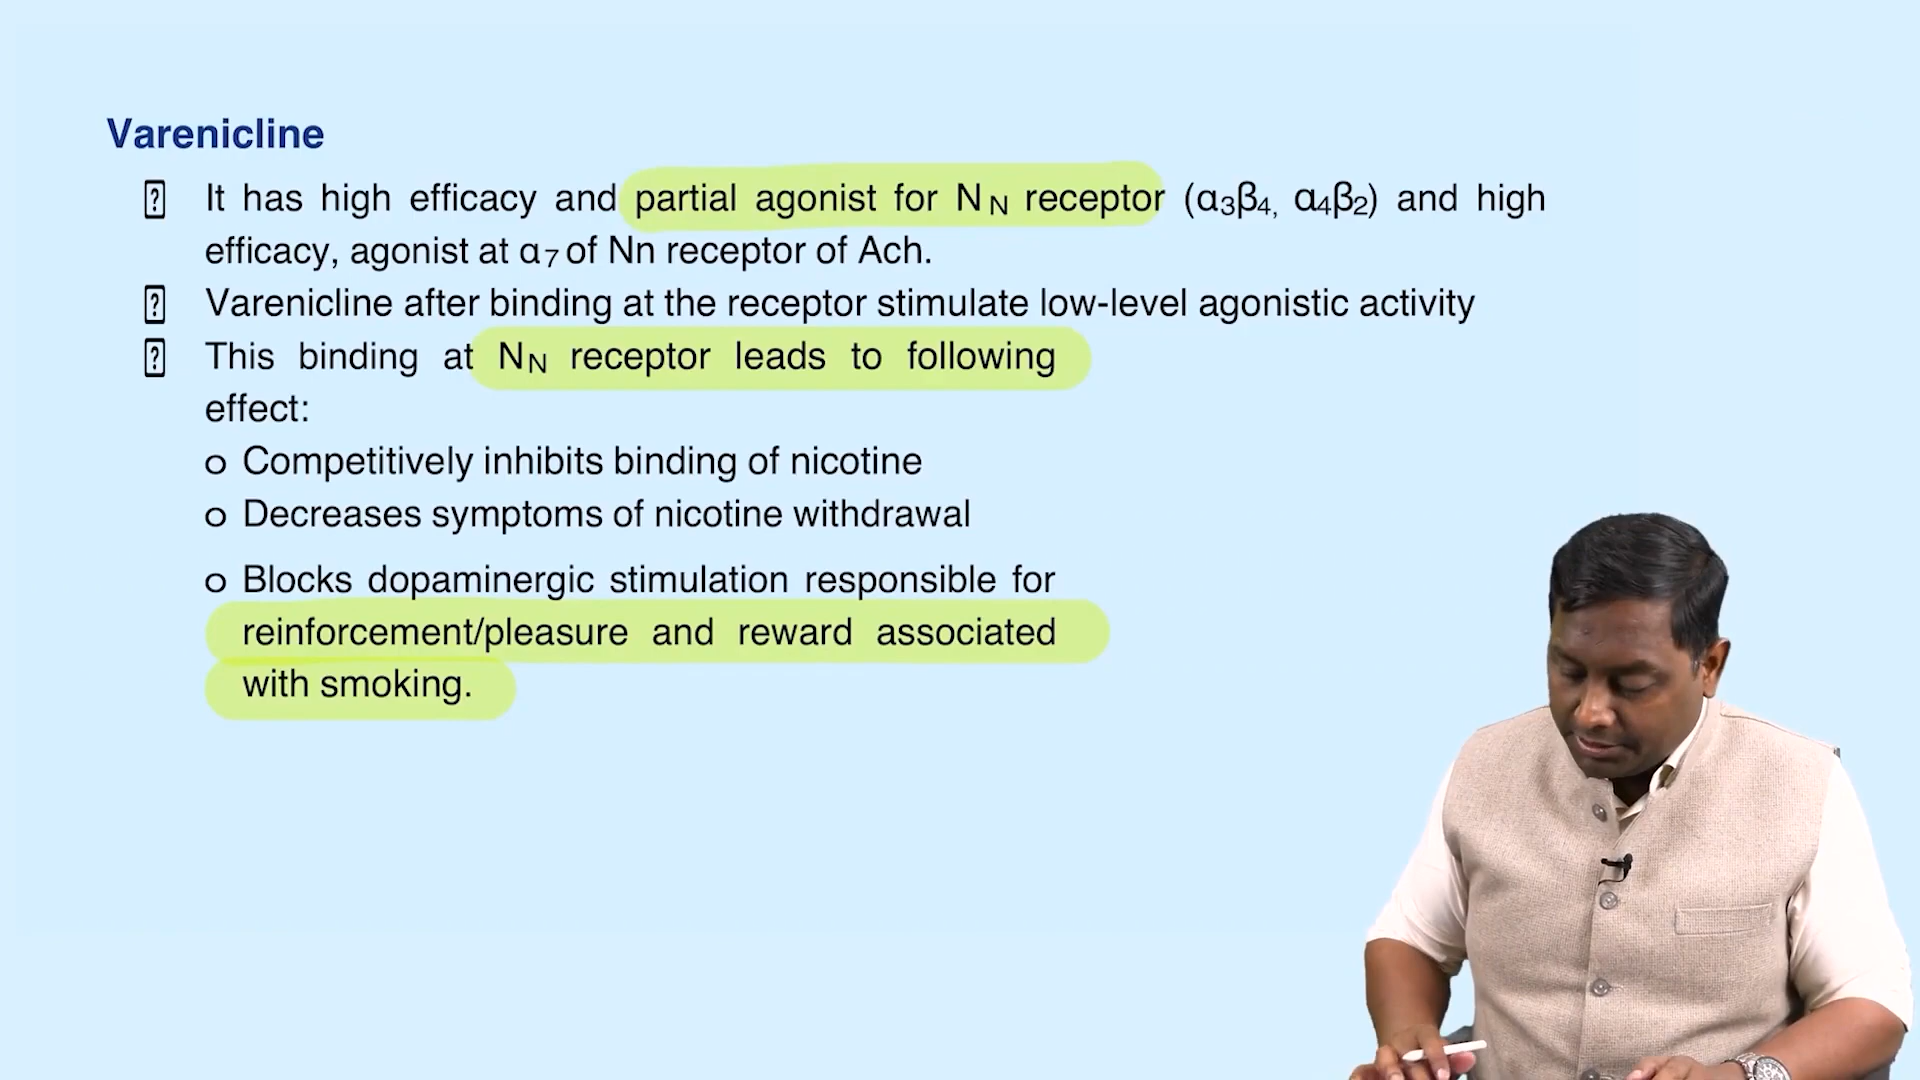 Varenicline
It has high efficacy and partial agonist for N N receptor (α3β4, α4β2) and high
efficacy, agonist at α7 of Nn receptor of Ach.
Varenicline after binding at the receptor stimulate low-level agonistic activity
This binding at NN receptor leads to following
effect:
o Competitively inhibits binding of nicotine
o Decreases symptoms of nicotine withdrawal
o Blocks dopaminergic stimulation responsible for
reinforcement/pleasure and reward associated
with smoking.